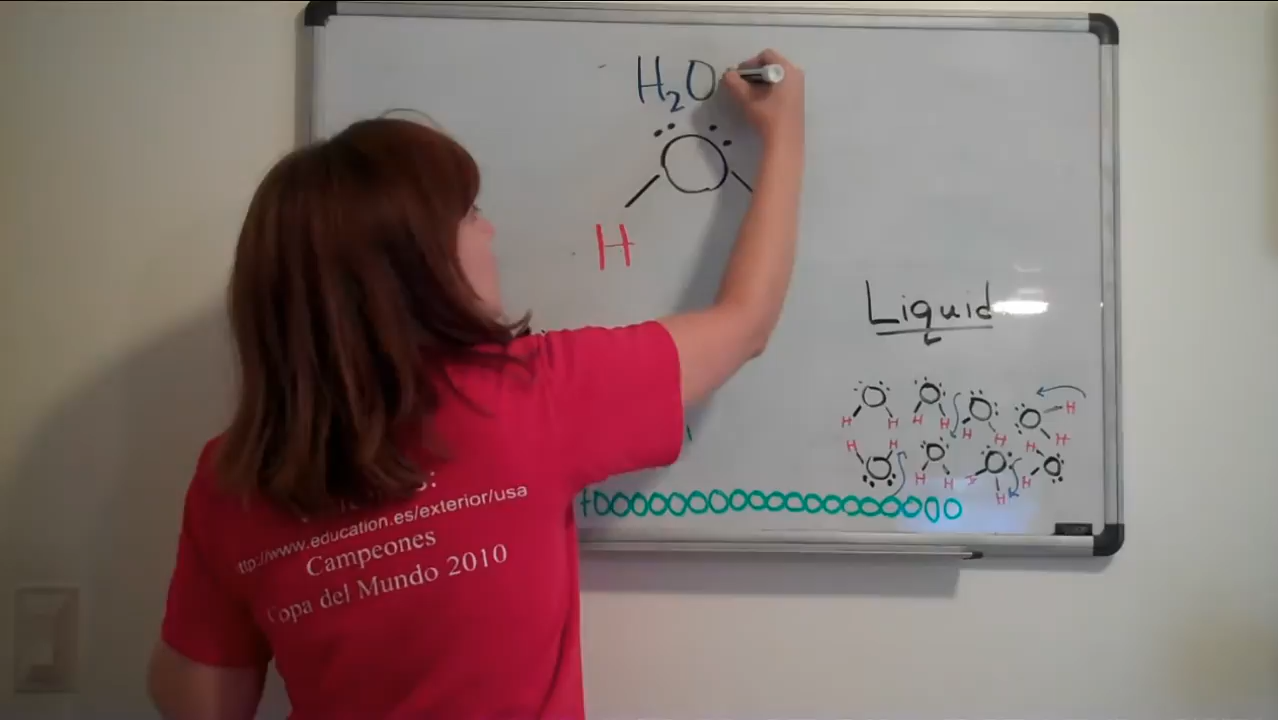 H₂O
H
Liquid
H H H H H H H H
H H H H H H
ttp://www.education.es/exterior/usa
Campeones
Copa del Mundo 2010